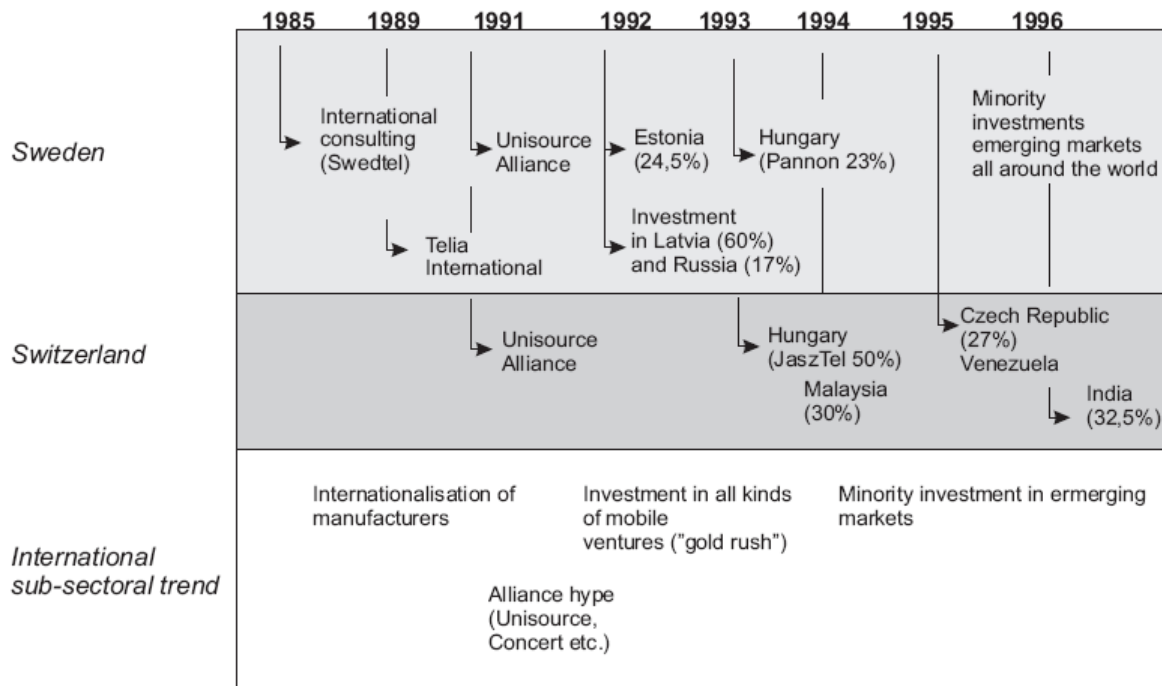 1985 1989 1991 1992 1993 1994 1995 1996
Sweden
International
consulting
(Swedtel)
Telia
International
Unisource
Alliance
Estonia
(24,5%)
Investment
in Latvia (60%)
and Russia (17%)
Hungary
(Pannon 23%)
Minority
investments
emerging markets
all around the world
Switzerland
Unisource
Alliance
Hungary
(JaszTel 50%)
Malaysia
(30%)
Czech Republic
(27%)
Venezuela
India
(32,5%)
International
sub-sectoral trend
Internationalisation of
manufacturers
Alliance hype
(Unisource,
Concert etc.)
Investment in all kinds
of mobile
ventures ("gold rush")
Minority investment in ermerging
markets